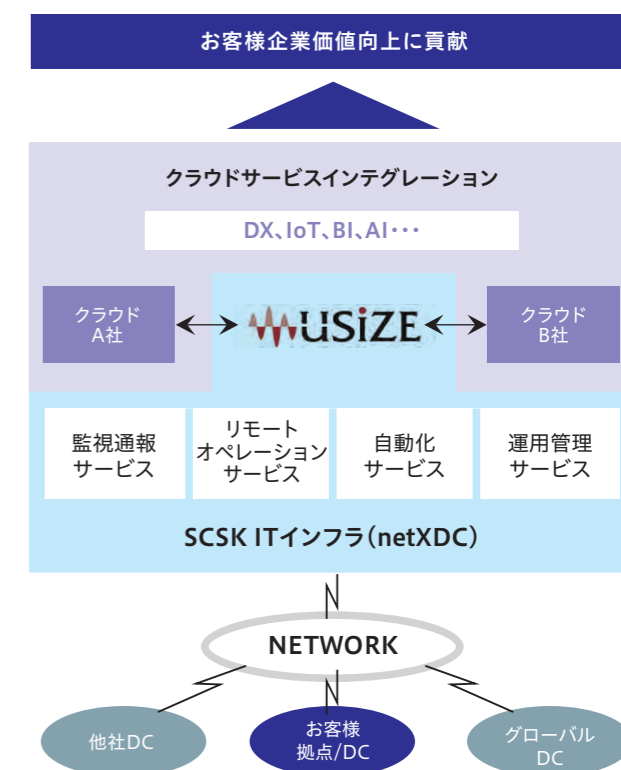 お客様企業価値向上に貢献
クラウドサービスインテグレーション
DX、IoT、BI、AI･･･
クラウド
A社
USiZE
クラウド
B社
監視通報
サービス
リモート
オペレーション
サービス
自動化
サービス
運用管理
サービス
SCSK ITインフラ(netXDC)
NETWORK
他社DC
お客様
拠点/DC
グローバル
DC